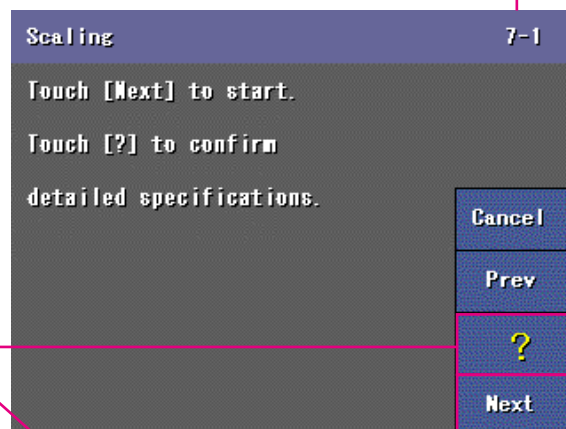 Scaling 7-1
Touch [Next] to start.
Touch [?] to confirm
detailed specifications.
Cancel
Prev
?
Next